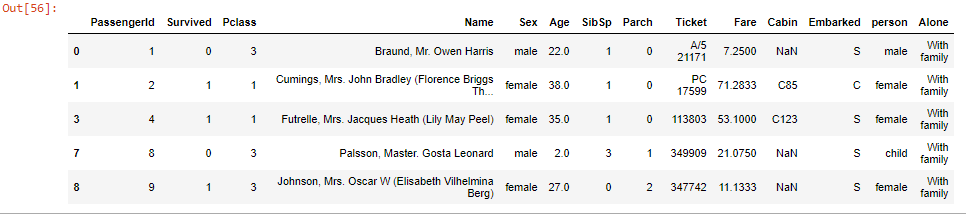 Out[56]:
PassengerId Survived Pclass Name Sex Age SibSp Parch Ticket Fare Cabin Embarked person Alone
0 1 0 3 Braund, Mr. Owen Harris male 22.0 1 0 A/5 21171 7.2500 NaN S male With family
1 2 1 1 Cumings, Mrs. John Bradley (Florence Briggs Th... female 38.0 1 0 PC 17599 71.2833 C85 C female With family
3 4 1 1 Futrelle, Mrs. Jacques Heath (Lily May Peel) female 35.0 1 0 113803 53.1000 C123 S female With family
7 8 0 3 Palsson, Master. Gosta Leonard male 2.0 3 1 349909 21.0750 NaN S child With family
8 9 1 3 Johnson, Mrs. Oscar W (Elisabeth Vilhelmina Berg) female 27.0 0 2 347742 11.1333 NaN S female With family